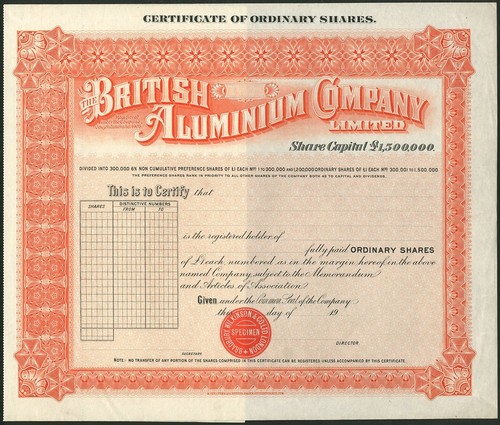 CERTIFICATE OF ORDINARY SHARES.
THE BRITISH ALUMINIUM COMPANY
LIMITED
Share Capital £1,500,000.
DIVIDED INTO 300,000 6% NON CUMULATIVE PREFERENCE SHARES OF £1 EACH Nos 1 TO 300,000 AND 1,200,000 ORDINARY SHARES OF £1 EACH Nos 300,001 TO 1,500,000
THE PREFERENCE SHARES RANK IN PRIORITY TO ALL OTHER SHARES OF THE COMPANY BOTH AS TO CAPITAL AND DIVIDENDS.
This is to Certify that
SHARES DISTINCTIVE NUMBERS
FROM TO
is the registered holder of
fully paid ORDINARY SHARES
of £1 each, numbered as in the margin hereof in the above
named Company, subject to the Memorandum
and Articles of Association.
Given, under the Common Seal of the Company
the day of 19
BRADBURY, WILKINSON & CO LD LONDON
SPECIMEN
DIRECTOR
SECRETARY.
NOTE: NO TRANSFER OF ANY PORTION OF THE SHARES COMPRISED IN THIS CERTIFICATE CAN BE REGISTERED UNLESS ACCOMPANIED BY THIS CERTIFICATE.